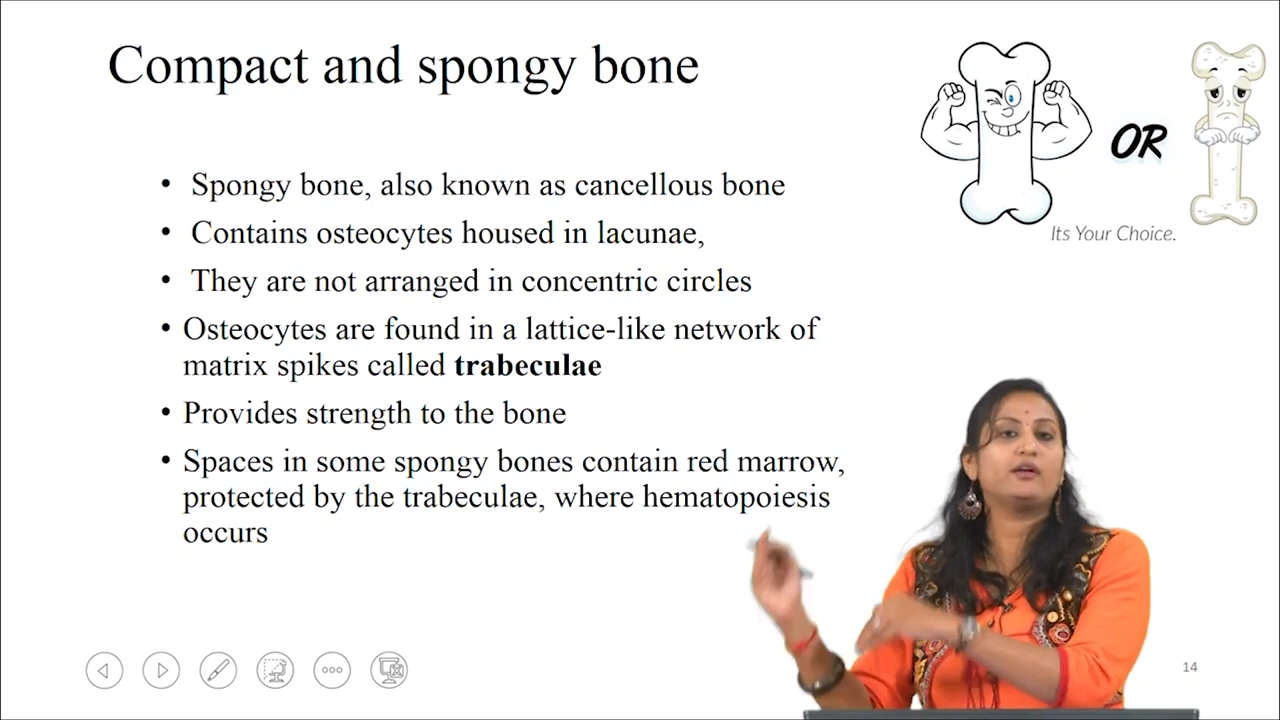 Compact and spongy bone
OR
Its Your Choice.
• Spongy bone, also known as cancellous bone
• Contains osteocytes housed in lacunae,
• They are not arranged in concentric circles
• Osteocytes are found in a lattice-like network of
matrix spikes called trabeculae
• Provides strength to the bone
• Spaces in some spongy bones contain red marrow,
protected by the trabeculae, where hematopoiesis
occurs
14